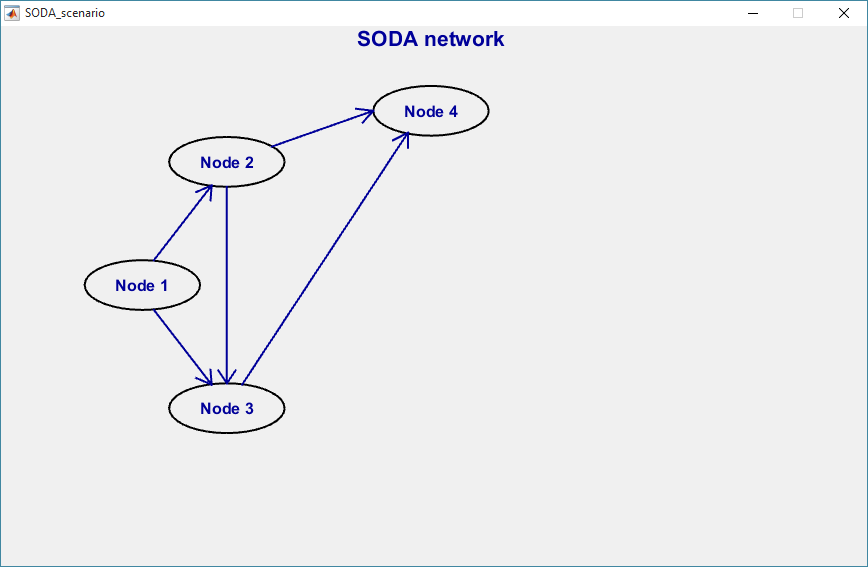 SODA_scenario
SODA network
Node 4
Node 2
Node 1
Node 3